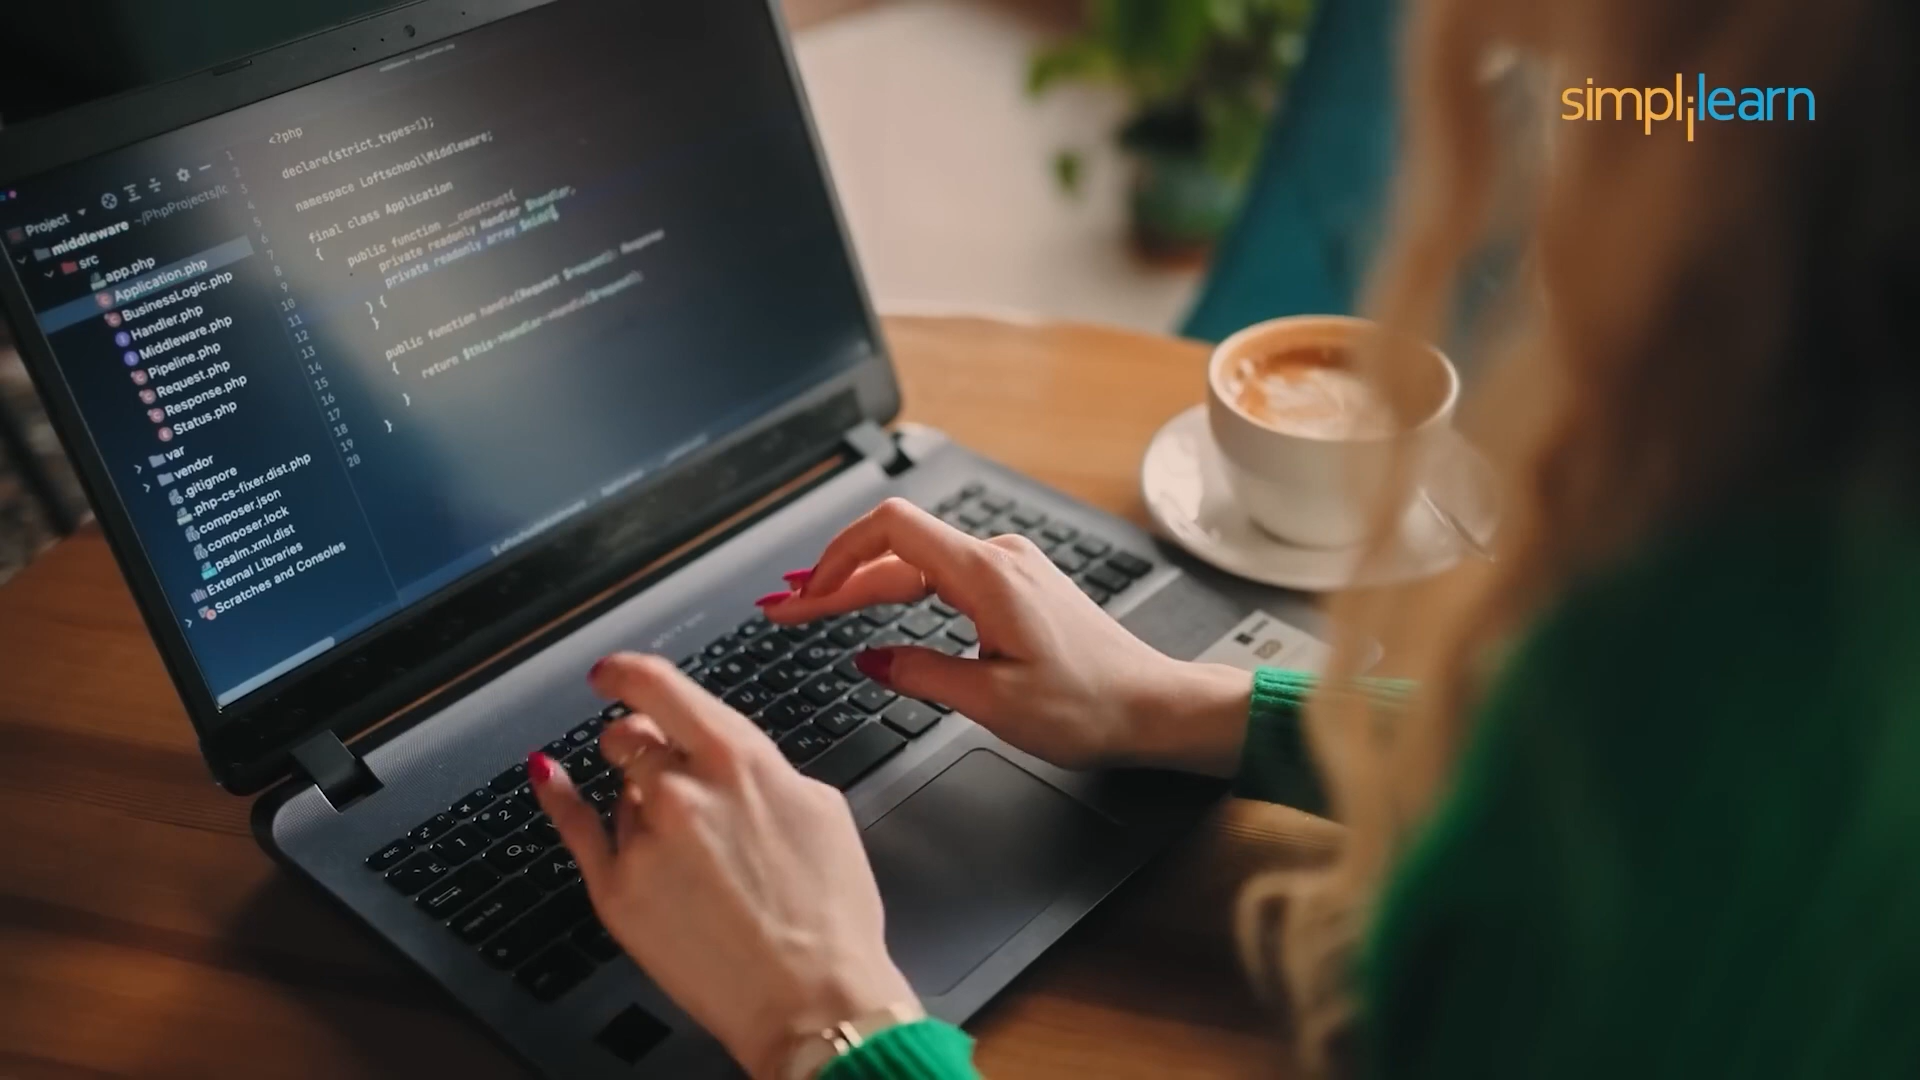 simplilearn
<?php
declare(strict_types=1);
namespace Loftschool\Middleware;
final class Application
{
public function __construct(
private readonly Handler $handler,
private readonly array $middl
) {
}
public function handle(Request $request): Response
{
return $this->handler->handle($request);
}
}
1
2
3
4
5
6
7
8
9
10
11
12
13
14
15
16
17
18
19
20
Project
middleware ~/PhpProjects/lc
src
app.php
Application.php
BusinessLogic.php
Handler.php
Middleware.php
Pipeline.php
Request.php
Response.php
Status.php
var
vendor
.gitignore
.php-cs-fixer.dist.php
composer.json
composer.lock
psalm.xml.dist
External Libraries
Scratches and Consoles
esc